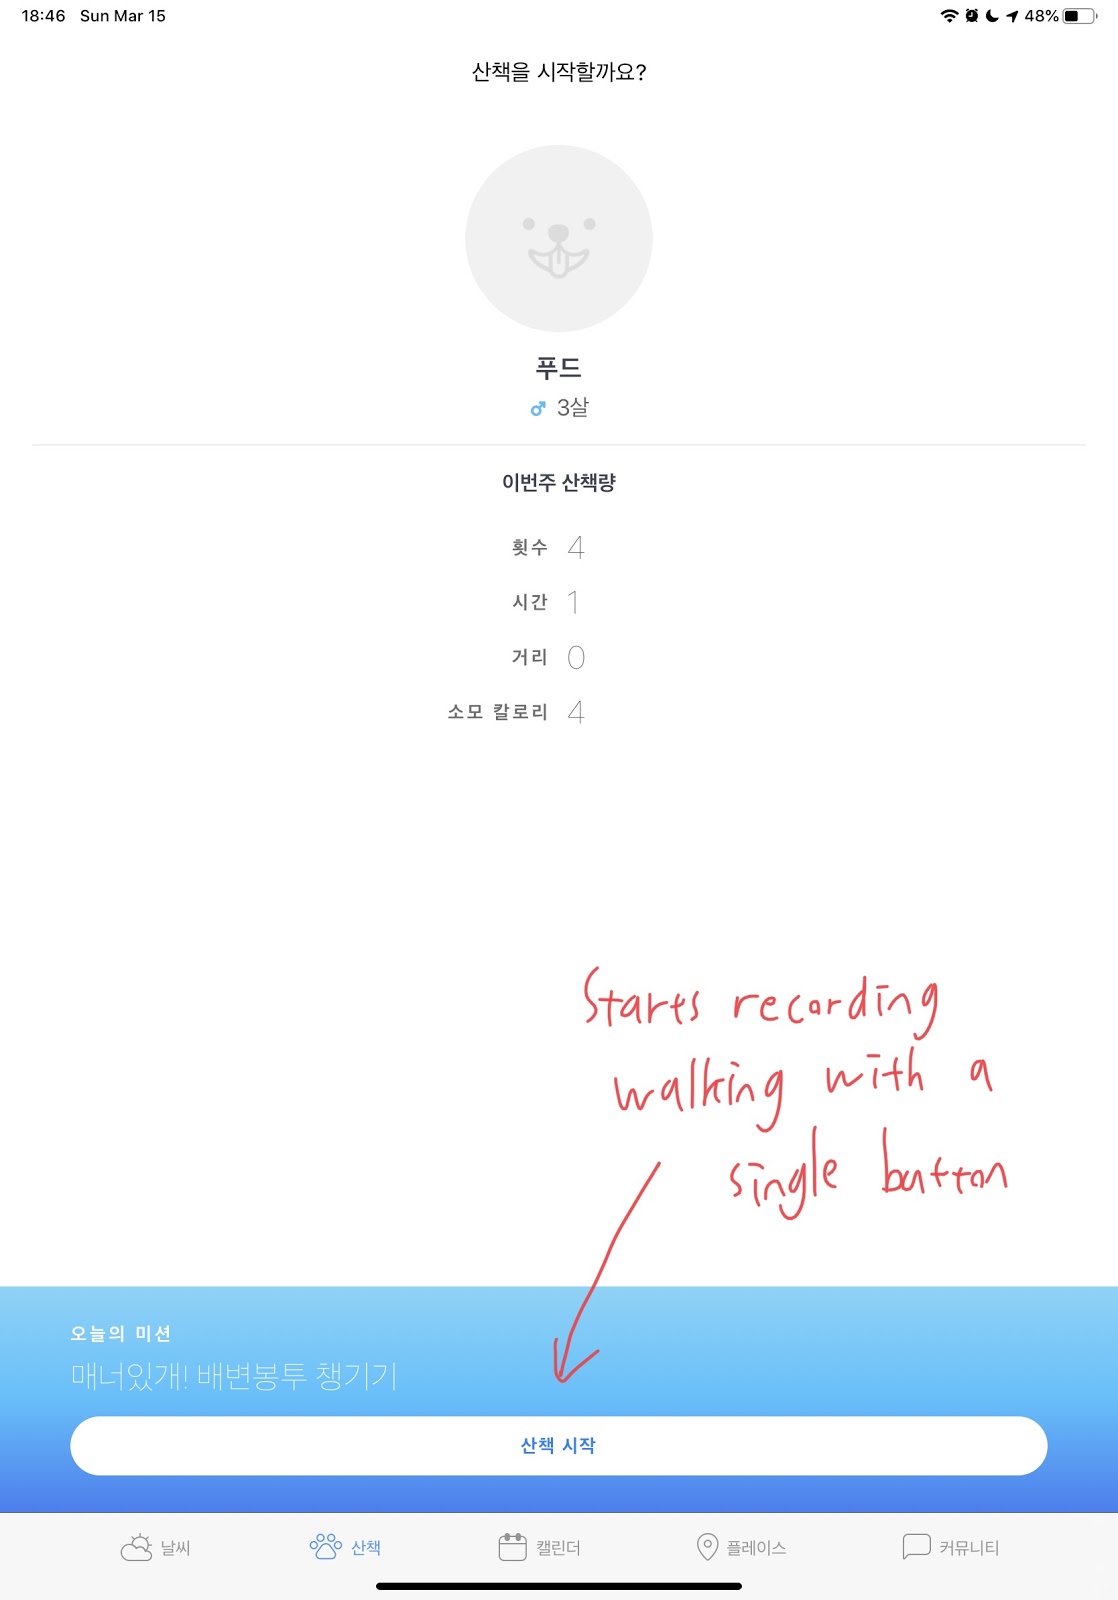 18:46 Sun Mar 15 48%
산책을 시작할까요?
푸드
3살
이번주 산책량
횟수 4
시간 1
거리 0
소모 칼로리 4
Starts recording
walking with a
single button
오늘의 미션
매너있개! 배변봉투 챙기기
산책 시작
날씨 산책 캘린더 플레이스 커뮤니티